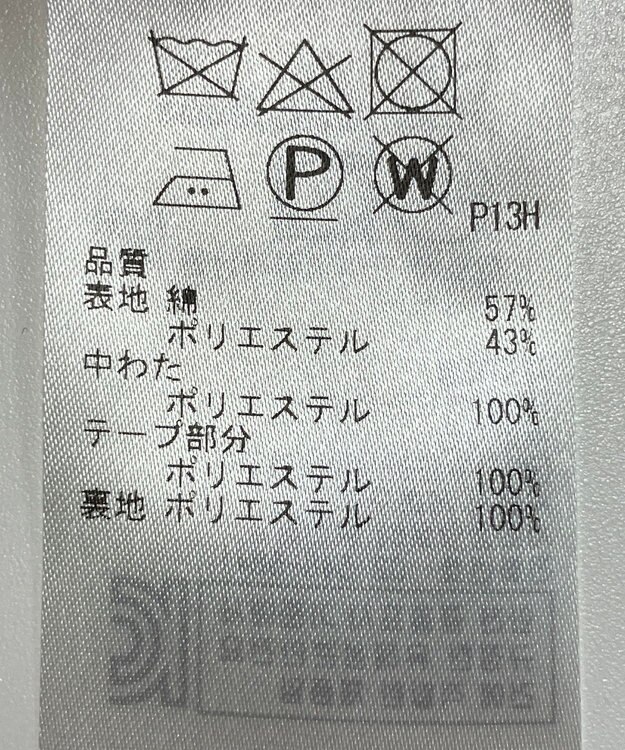 P W
P13H
品質
表地 綿 57%
ポリエステル 43%
中わた
ポリエステル 100%
テープ部分
ポリエステル 100%
裏地 ポリエステル 100%